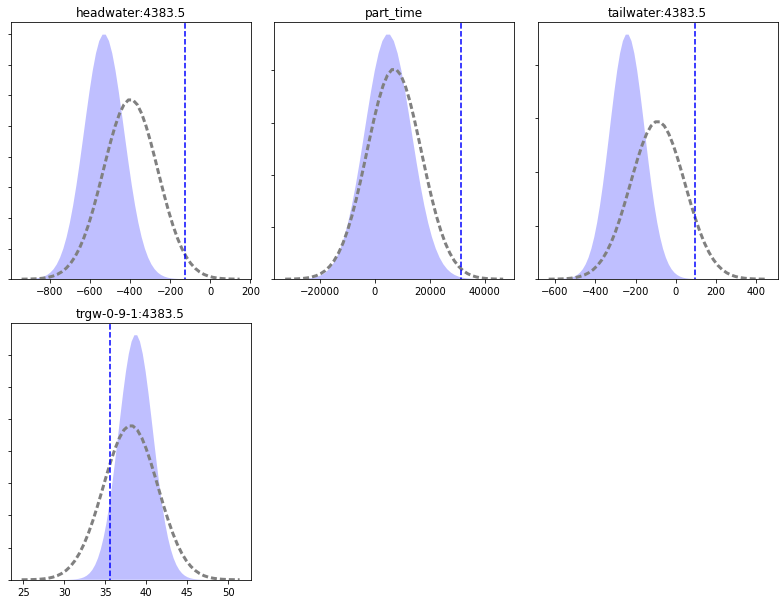 headwater:4383.5
part_time
tailwater:4383.5
−800 −600 −400 −200 0 200
−20000 0 20000 40000
−600 −400 −200 0 200 400
trgw-0-9-1:4383.5
25 30 35 40 45 50